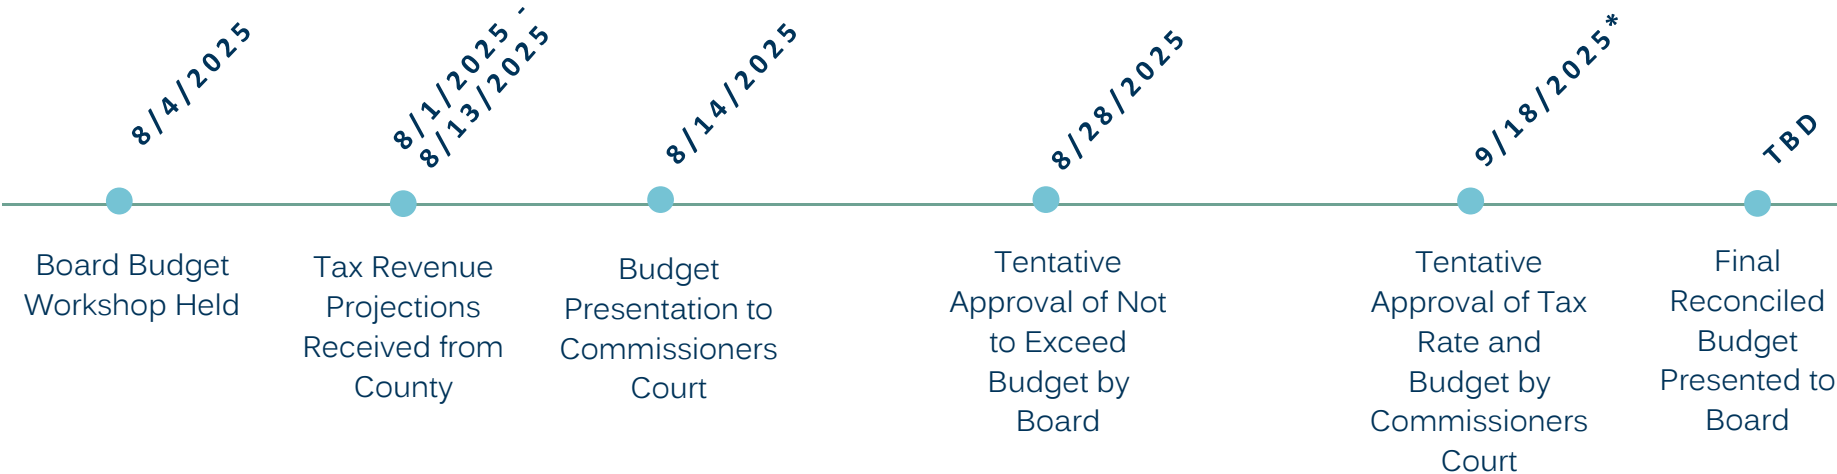 8/4/2025
Board Budget
Workshop Held
8/1/2025 -
8/13/2025
Tax Revenue
Projections
Received from
County
8/14/2025
Budget
Presentation to
Commissioners
Court
8/28/2025
Tentative
Approval of Not
to Exceed
Budget by
Board
9/18/2025*
Tentative
Approval of Tax
Rate and
Budget by
Commissioners
Court
TBD
Final
Reconciled
Budget
Presented to
Board